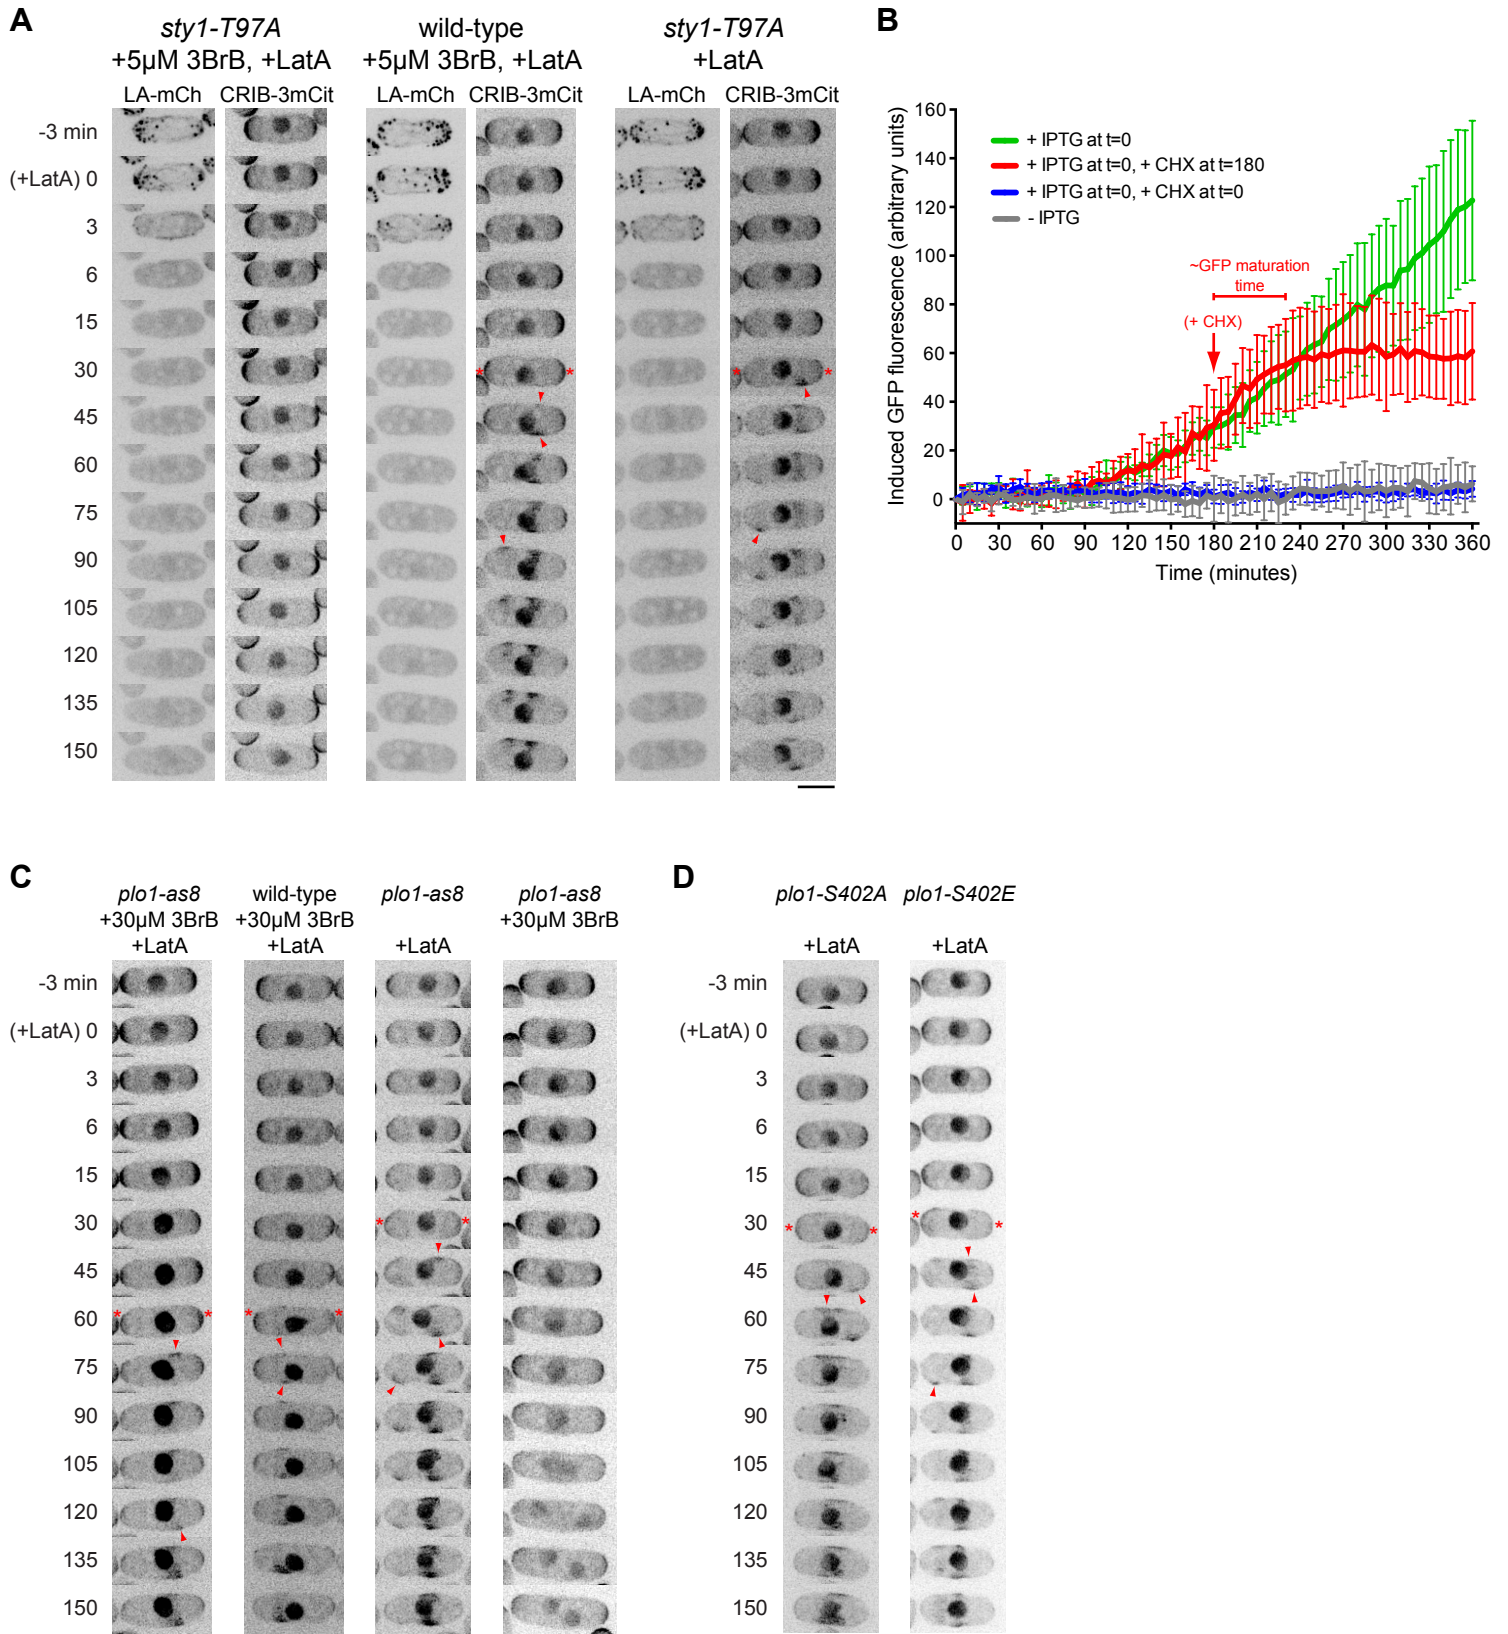 A
sty1-T97A
+5µM 3BrB, +LatA
wild-type
+5µM 3BrB, +LatA
sty1-T97A
+LatA
LA-mCh CRIB-3mCit
LA-mCh CRIB-3mCit
LA-mCh CRIB-3mCit
-3 min
(+LatA) 0
3
6
15
30
* *
* *
45
60
75
90
105
120
135
150
B
Induced GFP fluorescence (arbitrary units)
160
140
120
100
80
60
40
20
0
+ IPTG at t=0
+ IPTG at t=0, + CHX at t=180
+ IPTG at t=0, + CHX at t=0
- IPTG
~GFP maturation
time
(+ CHX)
0 30 60 90 120 150 180 210 240 270 300 330 360
Time (minutes)
C
plo1-as8
+30µM 3BrB
+LatA
wild-type
+30µM 3BrB
+LatA
plo1-as8
+LatA
plo1-as8
+30µM 3BrB
-3 min
(+LatA) 0
3
6
15
30
* *
45
60
* *
* *
75
90
105
120
135
150
D
plo1-S402A
+LatA
plo1-S402E
+LatA
-3 min
(+LatA) 0
3
6
15
30
* *
* *
45
60
75
90
105
120
135
150